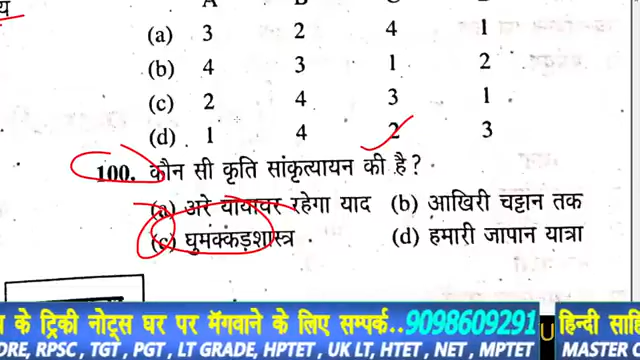 (a) 3 2 4 1
(b) 4 3 1 2
(c) 2 4 3 1
(d) 1 4 2 3
100. कौन सी कृति सांकृत्यायन की है ?
(a) अरे यायावर रहेगा याद (b) आखिरी चट्टान तक
(c) घुमक्कड़शास्त्र (d) हमारी जापान यात्रा
के ट्रिकी नोट्स घर पर मँगवाने के लिए सम्पर्क..9098609291
हिन्दी साहि
DRE, RPSC , TGT , PGT , LT GRADE, HPTET , UK LT, HTET , NET , MPTET
U
MASTER